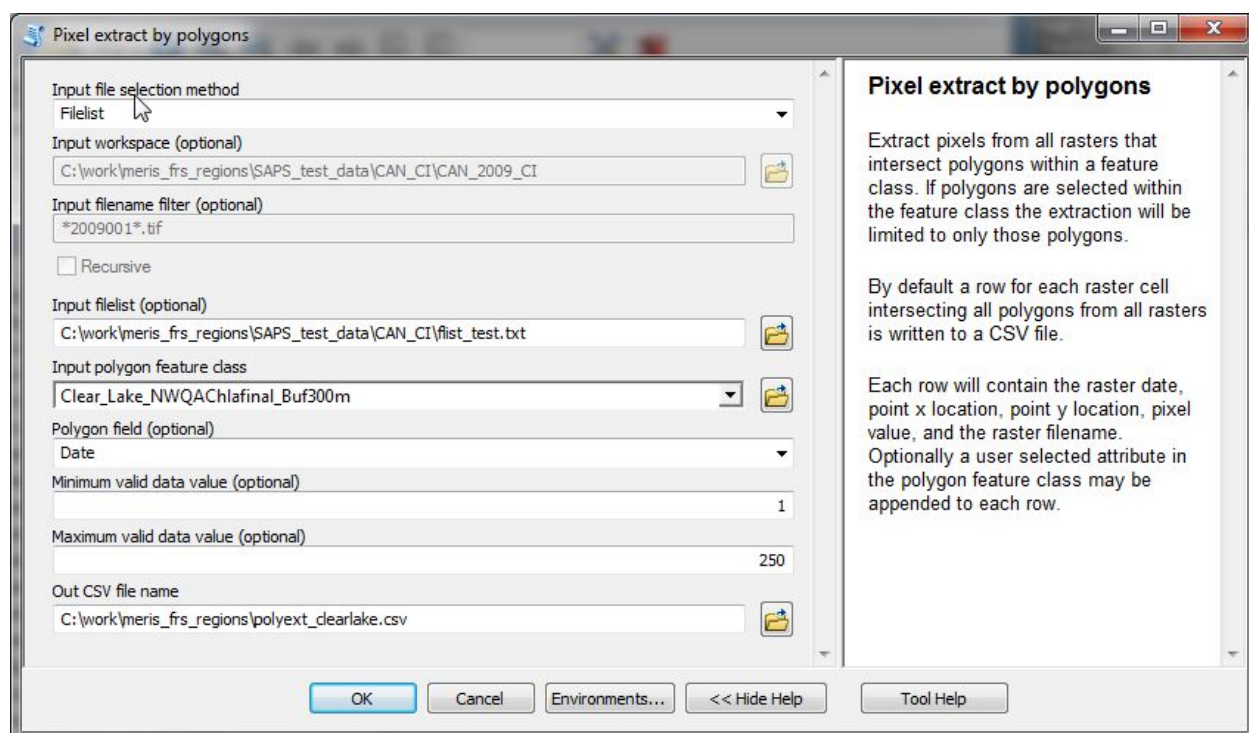 Pixel extract by polygons
Input file selection method
Filelist
Input workspace (optional)
C:\work\meris_frs_regions\SAPS_test_data\CAN_CI\CAN_2009_CI
Input filename filter (optional)
*2009001*.tif
Recursive
Input filelist (optional)
C:\work\meris_frs_regions\SAPS_test_data\CAN_CI\flist_test.txt
Input polygon feature class
Clear_Lake_NWQAChlafinal_Buf300m
Polygon field (optional)
Date
Minimum valid data value (optional)
1
Maximum valid data value (optional)
250
Out CSV file name
C:\work\meris_frs_regions\polyext_clearlake.csv
Pixel extract by polygons
Extract pixels from all rasters that
intersect polygons within a feature
class. If polygons are selected within
the feature class the extraction will be
limited to only those polygons.
By default a row for each raster cell
intersecting all polygons from all rasters
is written to a CSV file.
Each row will contain the raster date,
point x location, point y location, pixel
value, and the raster filename.
Optionally a user selected attribute in
the polygon feature class may be
appended to each row.
OK
Cancel
Environments...
<< Hide Help
Tool Help